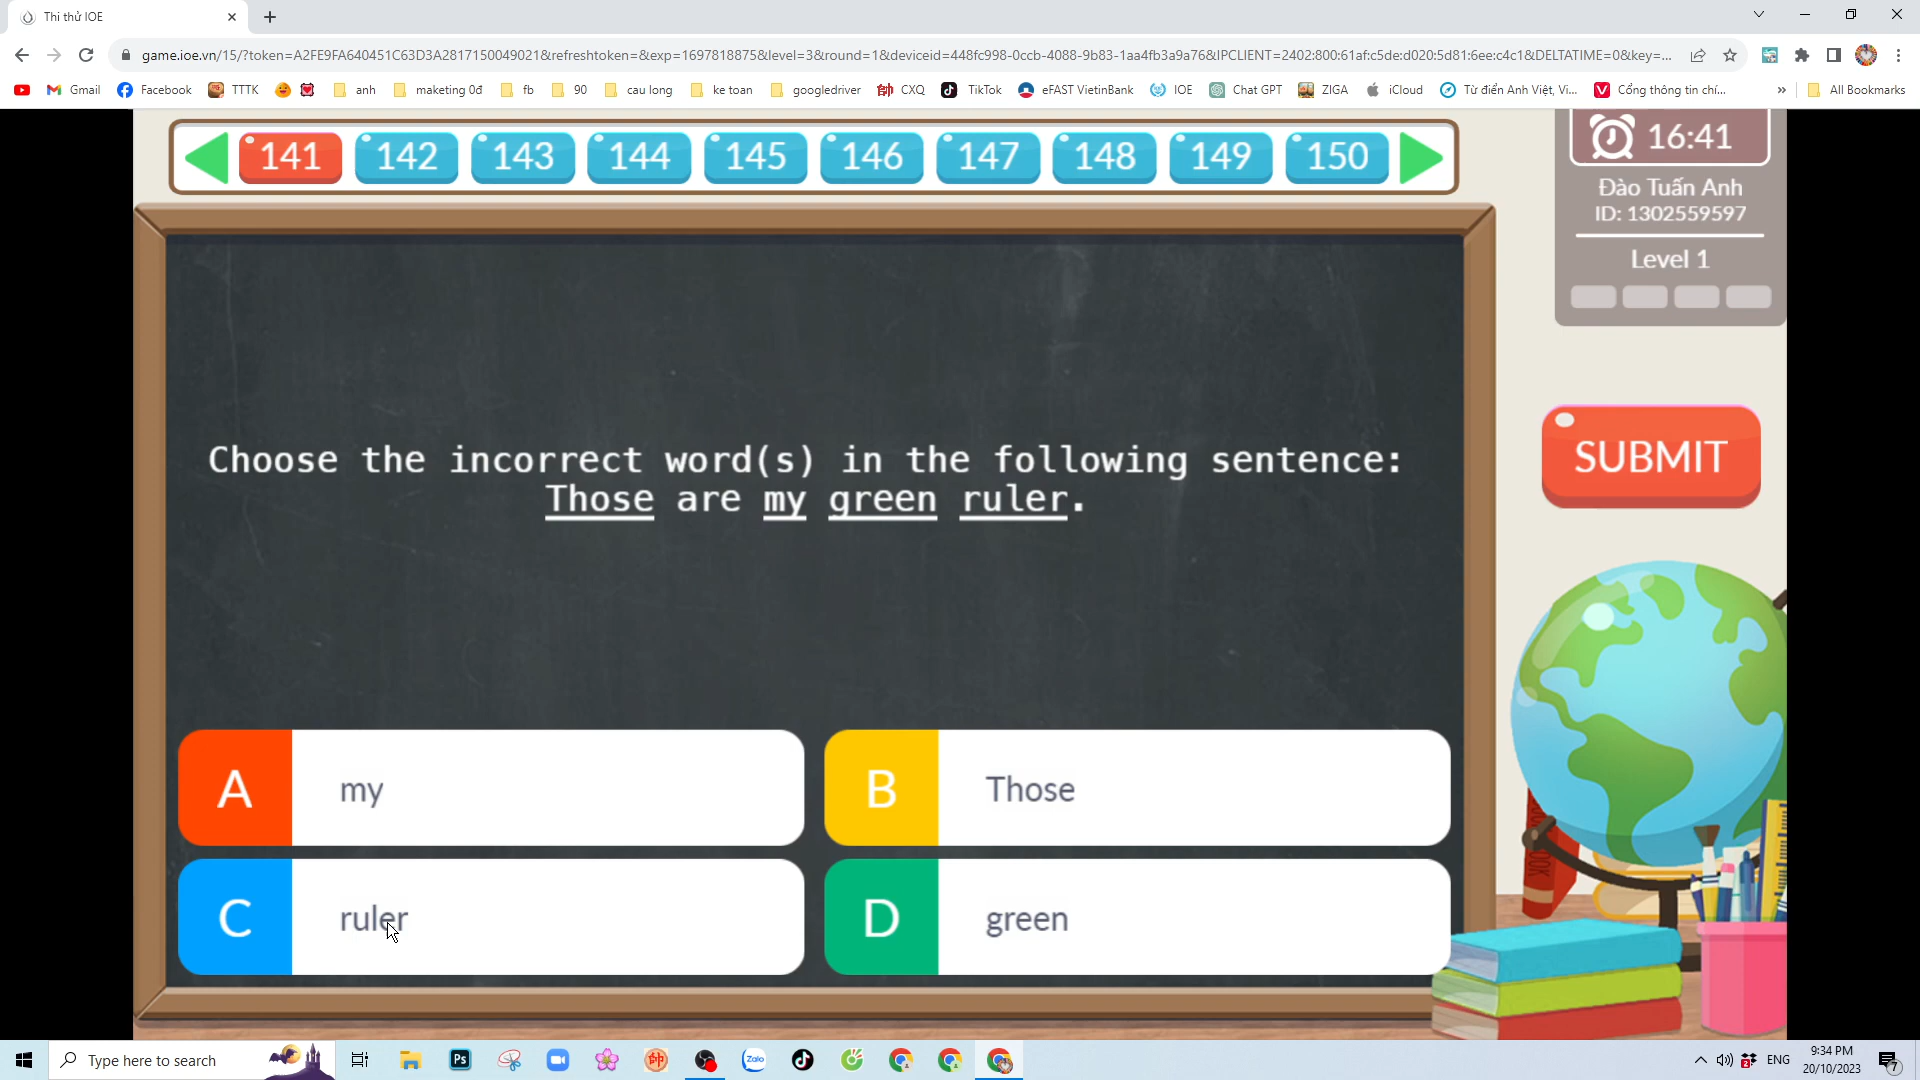 Thi thử IOE
game.ioe.vn/15/?token=A2FE9FA640451C63D3A2817150049021&refreshtoken=&exp=1697818875&level=3&round=1&deviceid=448fc998-0ccb-4088-9b83-1aa4fb3a9a76&IPCLIENT=2402:800:61af:c5de:d020:5d81:6ee:c4c1&DELTATIME=0&key=...
Gmail Facebook TTTK anh maketing 0đ fb 90 cau long ke toan googledriver CXQ TikTok eFAST VietinBank IOE Chat GPT ZIGA iCloud Từ điển Anh Việt, Vi... Cổng thông tin chí... » All Bookmarks
141 142 143 144 145 146 147 148 149 150
16:41
Đào Tuấn Anh
ID: 1302559597
Level 1
Choose the incorrect word(s) in the following sentence:
Those are my green ruler.
SUBMIT
A my
B Those
C ruler
D green
Type here to search
Ps
Zalo
ENG
9:34 PM
20/10/2023
2
7